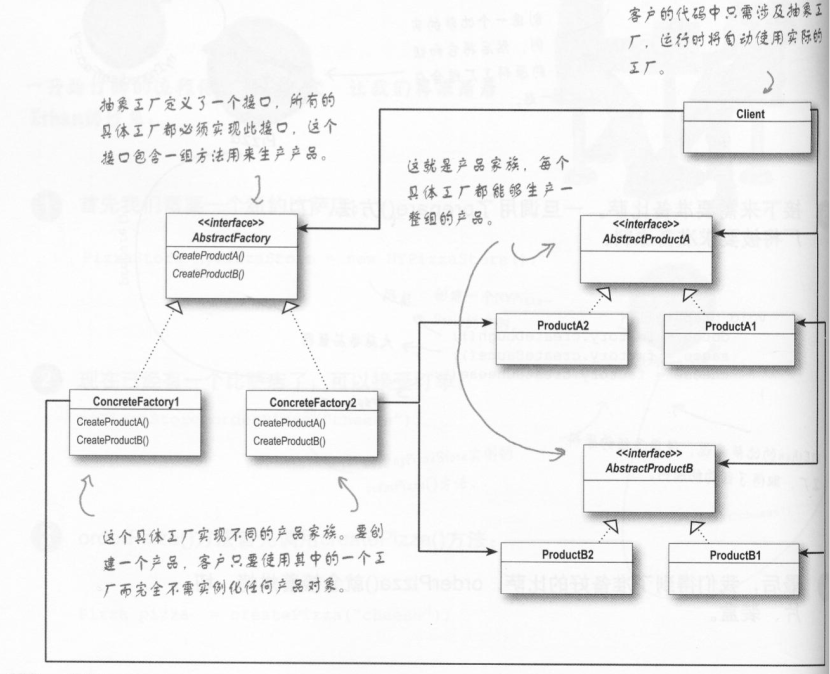 客户的代码中只需涉及抽象工
厂，运行时将自动使用实际的
工厂。
抽象工厂定义了一个接口，所有的
具体工厂都必须实现此接口，这个
接口包含一组方法用来生产产品。
Client
这就是产品家族，每个
具体工厂都能够生产一
整组的产品。
<<interface>>
AbstractFactory
CreateProductA()
CreateProductB()
<<interface>>
AbstractProductA
ProductA2
ProductA1
ConcreteFactory1
CreateProductA()
CreateProductB()
ConcreteFactory2
CreateProductA()
CreateProductB()
<<interface>>
AbstractProductB
ProductB2
ProductB1
这个具体工厂实现不同的产品家族。要创
建一个产品，客户只要使用其中的一个工
厂而完全不需实例化任何产品对象。